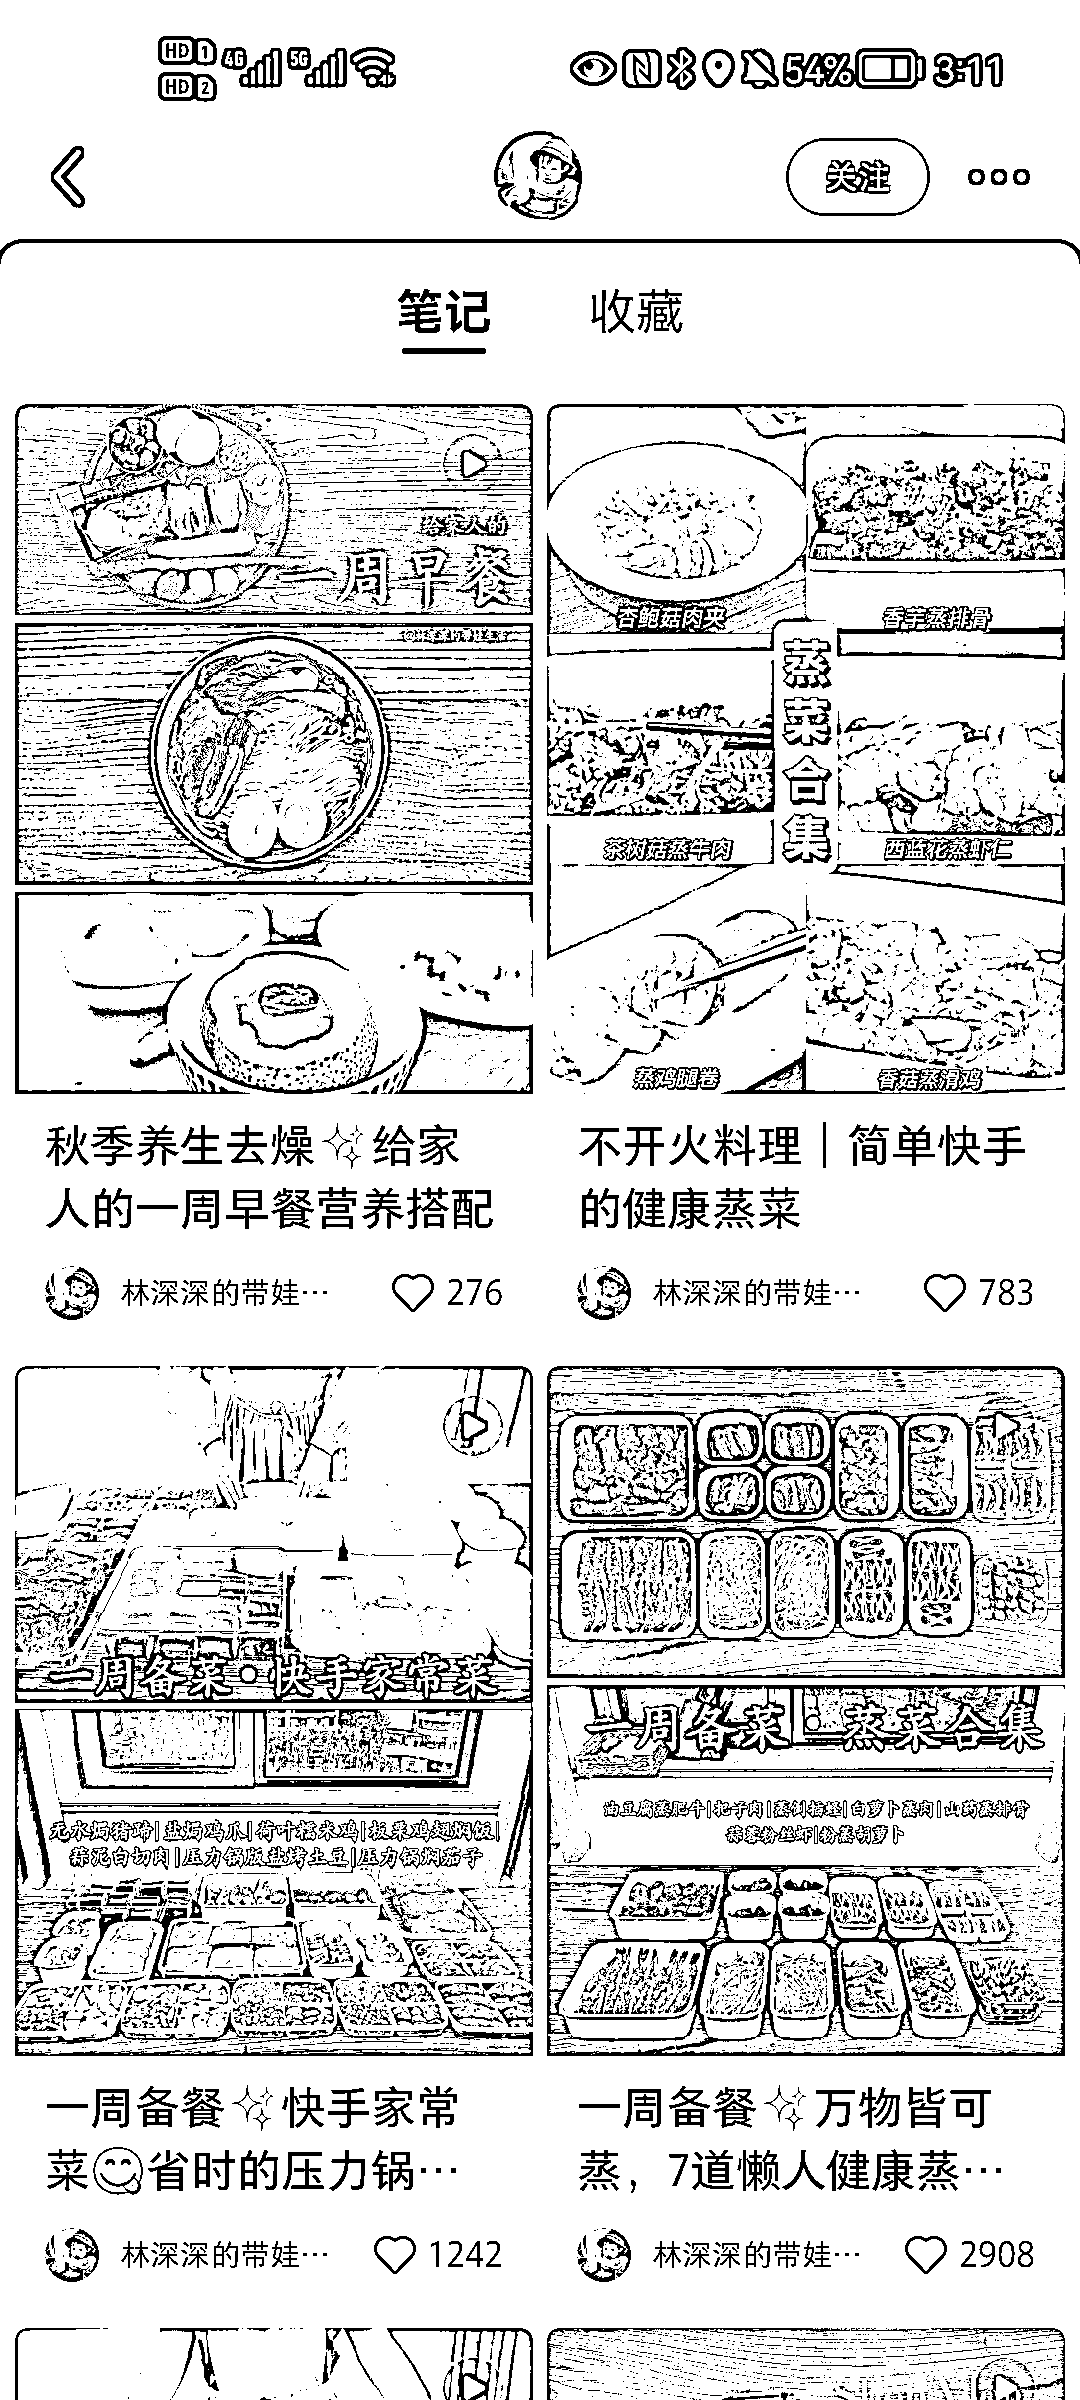 HD 1 4G 5G 54% 3:11
HD 2
关注
笔记 收藏
给家人的
一周早餐
杏鲍菇肉夹
香芋蒸排骨
蒸菜合集
茶树菇蒸牛肉
西蓝花蒸虾仁
蒸鸡腿卷
香菇蒸滑鸡
秋季养生去燥✨给家
人的一周早餐营养搭配
林深深的带娃… 276
不开火料理｜简单快手
的健康蒸菜
林深深的带娃… 783
一周备菜·快手家常菜
无水焗猪蹄|盐焗鸡爪|荷叶糯米鸡|板栗鸡翅焖饭|
蒜泥白切肉|压力锅版盐烤土豆|压力锅焖茄子
一周备菜·蒸菜合集
油豆腐蒸肥牛
白萝卜蒸肉|山药蒸排骨
蒜蓉粉丝虾|粉蒸胡萝卜
一周备餐✨快手家常
菜😋省时的压力锅…
林深深的带娃… 1242
一周备餐✨万物皆可
蒸，7道懒人健康蒸…
林深深的带娃… 2908